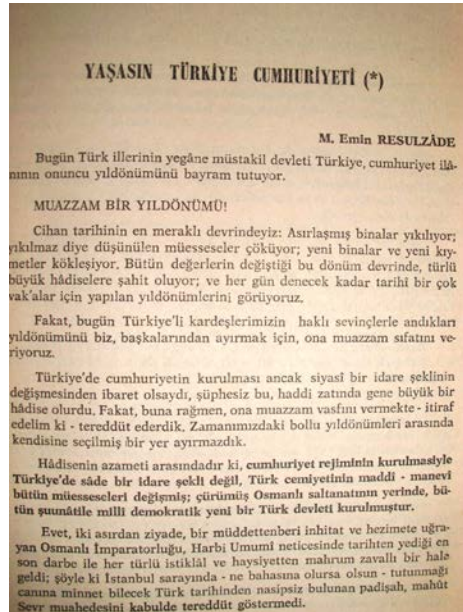 YAŞASIN TÜRKİYE CUMHURİYETİ (*)
M. Emin RESULZÂDE
Bugün Türk illerinin yegâne müstakil devleti Türkiye, cumhuriyet ilâ-
nının onuncu yıldönümünü bayram tutuyor.
MUAZZAM BİR YILDÖNÜMÜ!
Cihan tarihinin en meraklı devrindeyiz: Asırlaşmış binalar yıkılıyor;
yıkılmaz diye düşünülen müesseseler çöküyor; yeni binalar ve yeni kıy-
metler kökleşiyor. Bütün değerlerin değiştiği bu dönüm devrinde, türlü
büyük hâdiselere şahit oluyor; ve her gün denecek kadar tarihî bir çok
vak'alar için yapılan yıldönümlerini görüyoruz.
Fakat, bugün Türkiye'li kardeşlerimizin haklı sevinçlerle andıkları
yıldönümünü biz, başkalarından ayırmak için, ona muazzam sıfatını ve-
riyoruz.
Türkiye'de cumhuriyetin kurulması ancak siyasî bir idare şeklinin
değişmesinden ibaret olsaydı, şüphesiz bu, haddi zatında gene büyük bir
hâdise olurdu. Fakat, buna rağmen, ona muazzam vasfını vermekte - itiraf
edelim ki - tereddüt ederdik. Zamanımızdaki bollu yıldönümleri arasında
kendisine seçilmiş bir yer ayırmazdık.
Hâdisenin azameti arasındadır ki, cumhuriyet rejiminin kurulmasiyle
Türkiye'de sâde bir idare şekli değil, Türk cemiyetinin maddi - manevî
bütün müesseseleri değişmiş; çürümüş Osmanlı saltanatının yerinde, bü-
tün şuunâtile milli demokratik yeni bir Türk devleti kurulmuştur.
Evet, iki asırdan ziyade, bir müddettenberi inhitat ve hezimete uğra-
yan Osmanlı İmparatorluğu, Harbi Umumî neticesinde tarihten yediği en
son darbe ile her türlü istiklâl ve haysiyetten mahrum zavallı bir hale
geldi; şöyle ki İstanbul sarayında - ne bahasına olursa olsun - tutunmağı
canına minnet bilecek Türk tarihinden nasipsiz bulunan padişah, mahût
Sevr muahedesini kabulde tereddüt göstermedi.